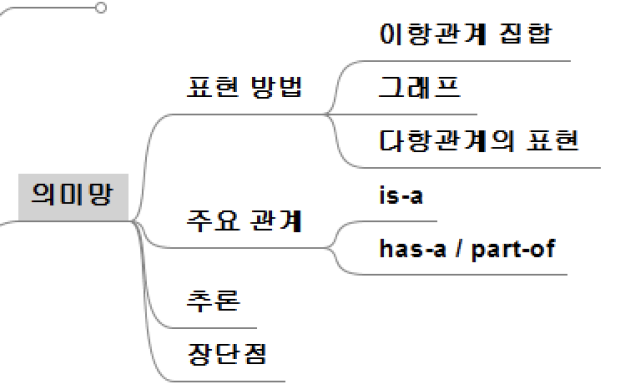 이항관계 집합
표현 방법
그래프
다항관계의 표현
의미망
is-a
주요 관계
has-a / part-of
추론
장단점